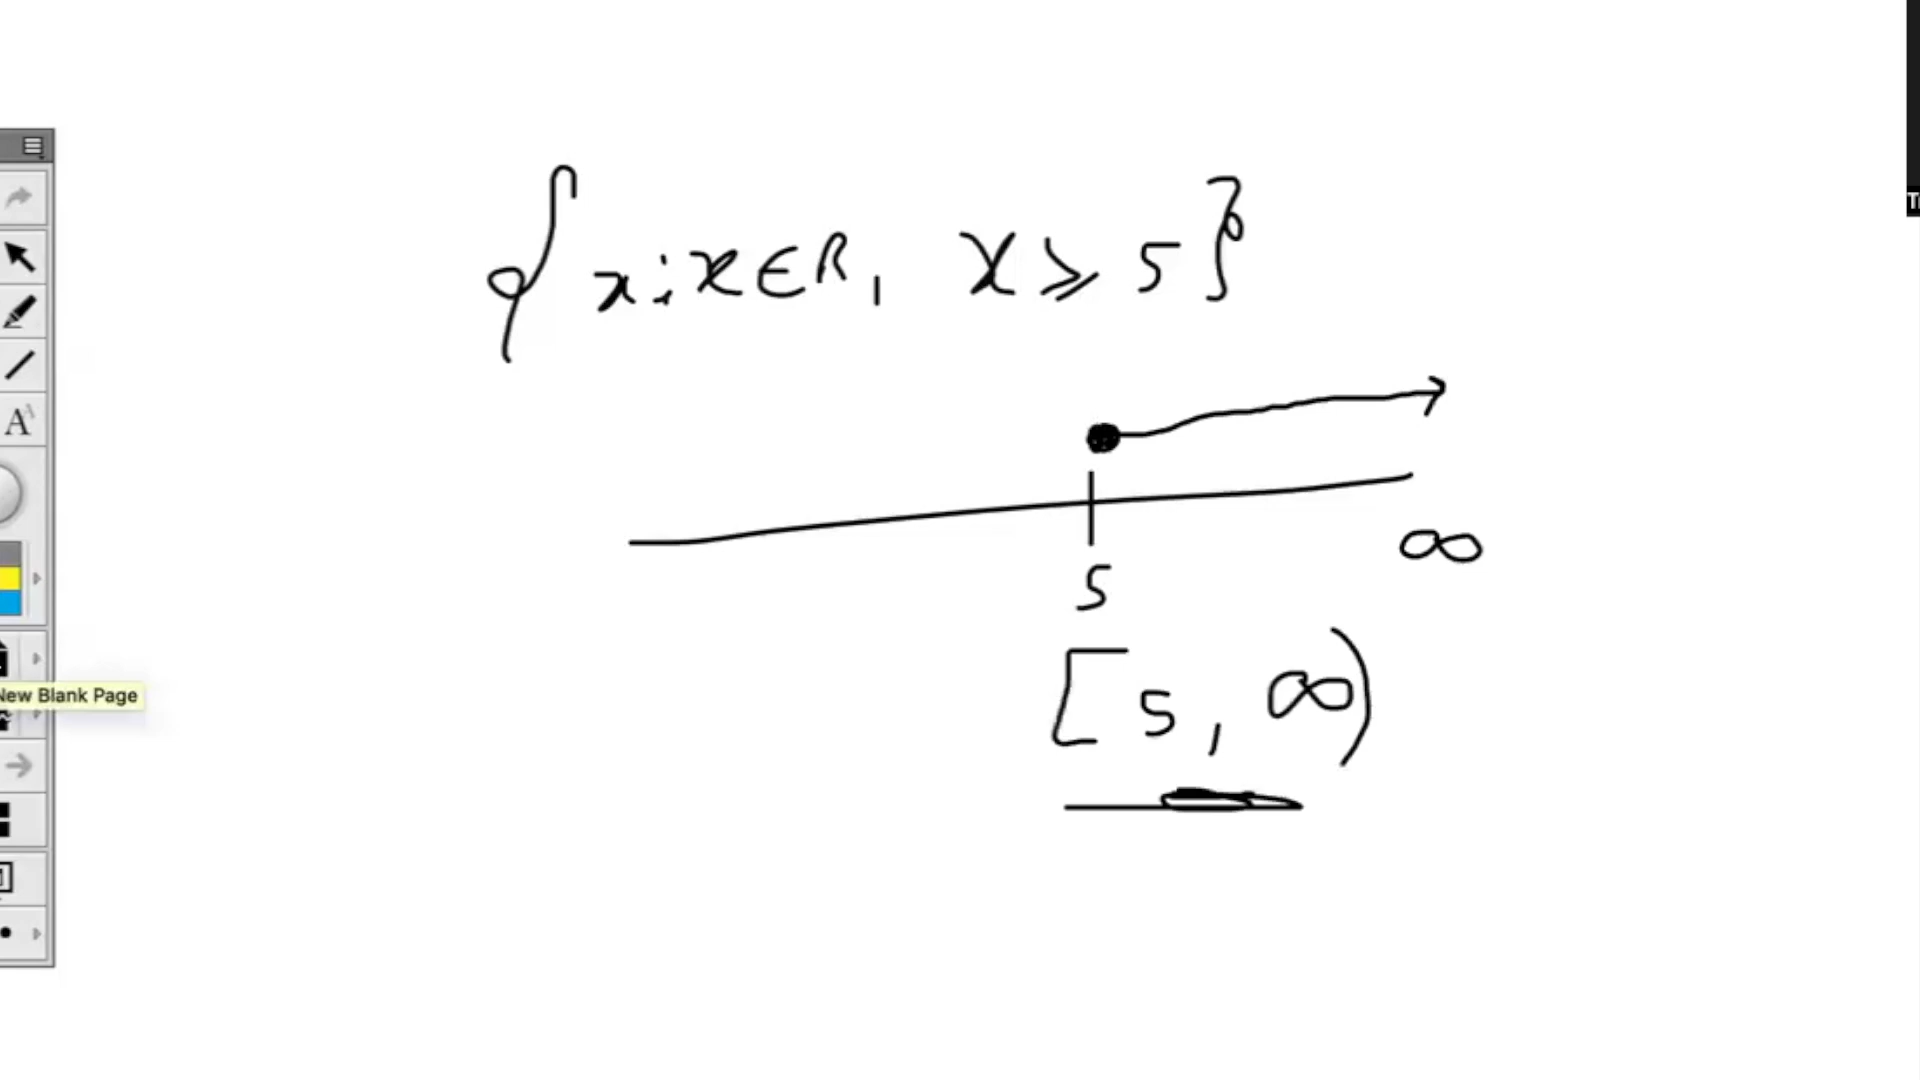 {x: x∈R, x⩾5}
5
∞
[5, ∞)
New Blank Page